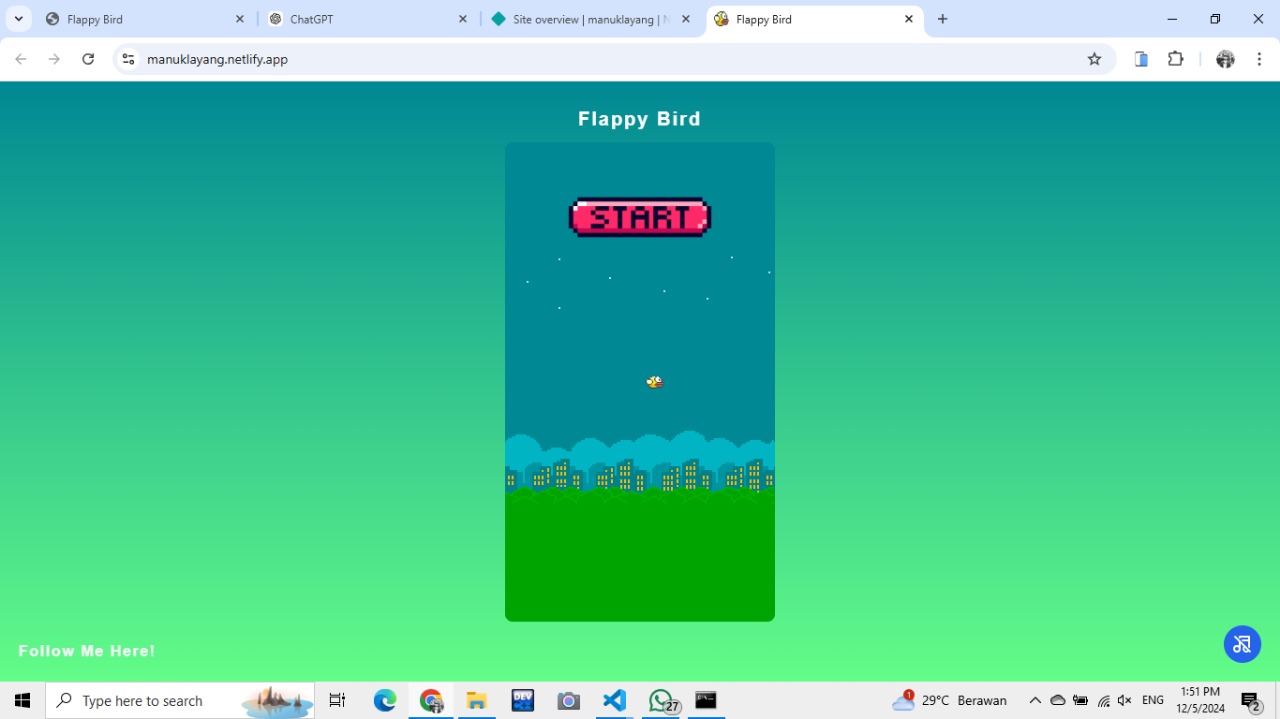 Flappy Bird
ChatGPT
Site overview | manuklayang |
Flappy Bird
manuklayang.netlify.app
Flappy Bird
START
Follow Me Here!
Type here to search
DEV
27
1
29°C Berawan
ENG
1:51 PM
12/5/2024
2